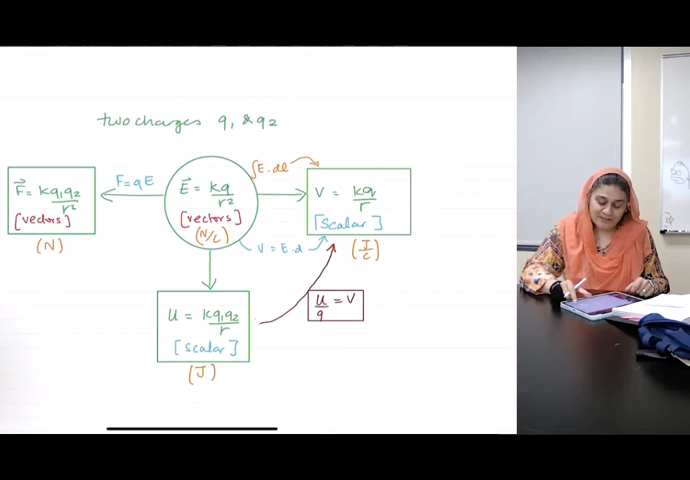 two charges q₁ & q₂
F⃗ = kq₁q₂/r²
[vectors]
(N)
F=qE
E⃗ = kq/r²
[vectors]
(N/C)
∫E.dl
V = E.d
V = kq/r
[Scalar]
(J/C)
U = kq₁q₂/r
[Scalar]
(J)
U/q = V